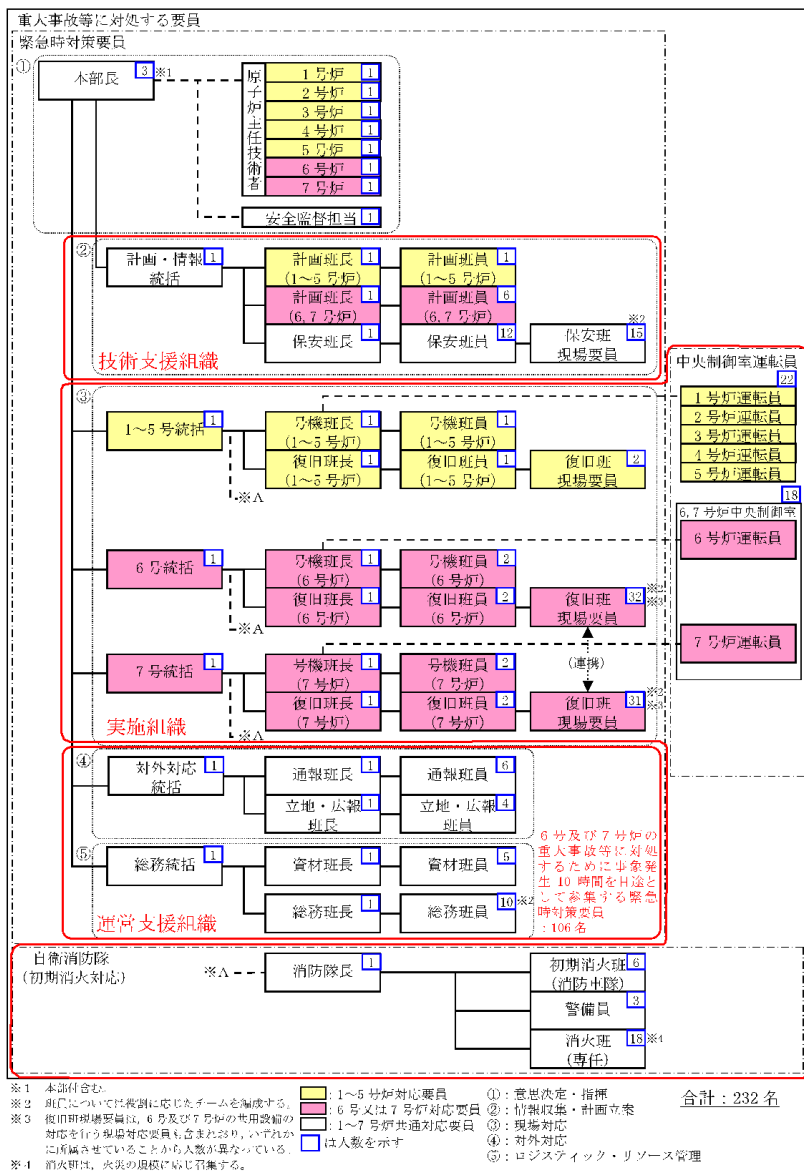 重大事故等に対処する要員
緊急時対策要員
①
本部長 3 ※1
原子炉主任技術者
1号炉 1
2号炉 1
3号炉 1
4号炉 1
5号炉 1
6号炉 1
7号炉 1
安全監督担当 1
②
計画・情報統括 1
計画班長(1～5号炉) 1
計画班員(1～5号炉) 1
計画班長(6,7号炉) 1
計画班員(6,7号炉) 6
保安班長 1
保安班員 12
保安班現場要員 15 ※2
技術支援組織
中央制御室運転員
22
1号炉運転員
2号炉運転員
3号炉運転員
4号炉運転員
5号炉運転員
18
6,7号炉中央制御室
6号炉運転員
7号炉運転員
③
1～5号統括 1
※A
号機班長(1～5号炉) 1
号機班員(1～5号炉) 1
復旧班長(1～5号炉) 1
復旧班員(1～5号炉) 1
復旧班現場要員 2
6号統括 1
※A
号機班長(6号炉) 1
号機班員(6号炉) 2
復旧班長(6号炉) 1
復旧班員(6号炉) 2
復旧班現場要員 32 ※2 ※3
(連携)
7号統括 1
※A
号機班長(7号炉) 1
号機班員(7号炉) 2
復旧班長(7号炉) 1
復旧班員(7号炉) 2
復旧班現場要員 31 ※2 ※3
実施組織
④
対外対応統括 1
通報班長 1
通報班員 6
立地・広報班長 1
立地・広報班員 4
⑤
総務統括 1
資材班長 1
資材班員 5
総務班長 1
総務班員 10 ※2
運営支援組織
6号及び7号炉の
重大事故等に対処
するために事象発
生10時間を目途と
して参集する緊急
時対策要員
:106名
自衛消防隊
(初期消火対応)
※A
消防隊長 1
初期消火班(消防車隊) 6
警備員 3
消火班(専任) 18 ※4
※1 本部付含む。
※2 班員については役割に応じたチームを編成する。
※3 復旧班現場要員は，6号及び7号炉の共用設備の
対応を行う現場対応要員も含まれおり，いずれか
に所属させていることから人数が異なっている。
※4 消火班は，火災の規模に応じ召集する。
:1～5号炉対応要員
:6号又は7号炉対応要員
:1～7号炉共通対応要員
は人数を示す
①:意思決定・指揮
②:情報収集・計画立案
③:現場対応
④:対外対応
⑤:ロジスティック・リソース管理
合計:232名